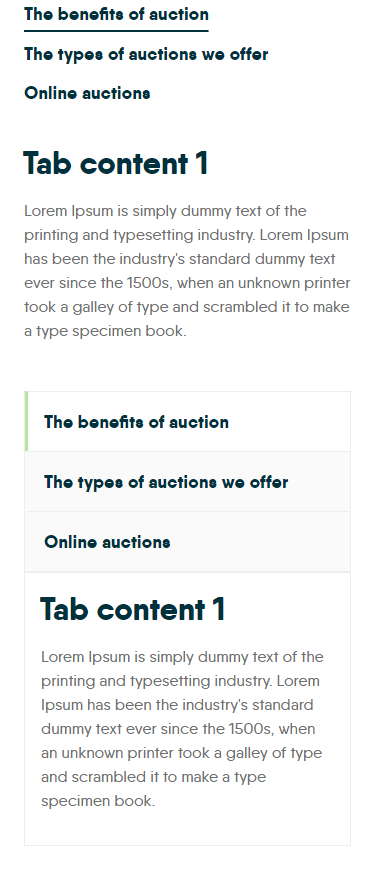 The benefits of auction
The types of auctions we offer
Online auctions
Tab content 1
Lorem Ipsum is simply dummy text of the
printing and typesetting industry. Lorem Ipsum
has been the industry's standard dummy text
ever since the 1500s, when an unknown printer
took a galley of type and scrambled it to make
a type specimen book.
The benefits of auction
The types of auctions we offer
Online auctions
Tab content 1
Lorem Ipsum is simply dummy text of the
printing and typesetting industry. Lorem
Ipsum has been the industry's standard
dummy text ever since the 1500s, when
an unknown printer took a galley of type
and scrambled it to make a type
specimen book.